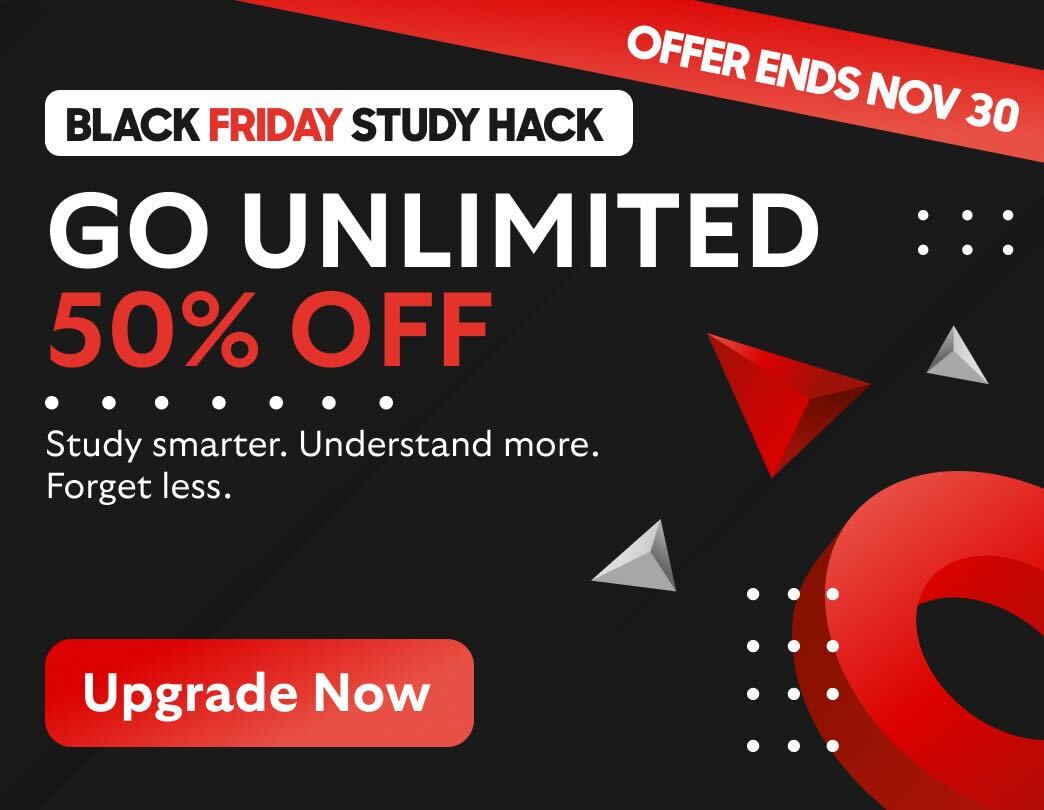 OFFER ENDS NOV 30
BLACK FRIDAY STUDY HACK
GO UNLIMITED
50% OFF
Study smarter. Understand more.
Forget less.
Upgrade Now